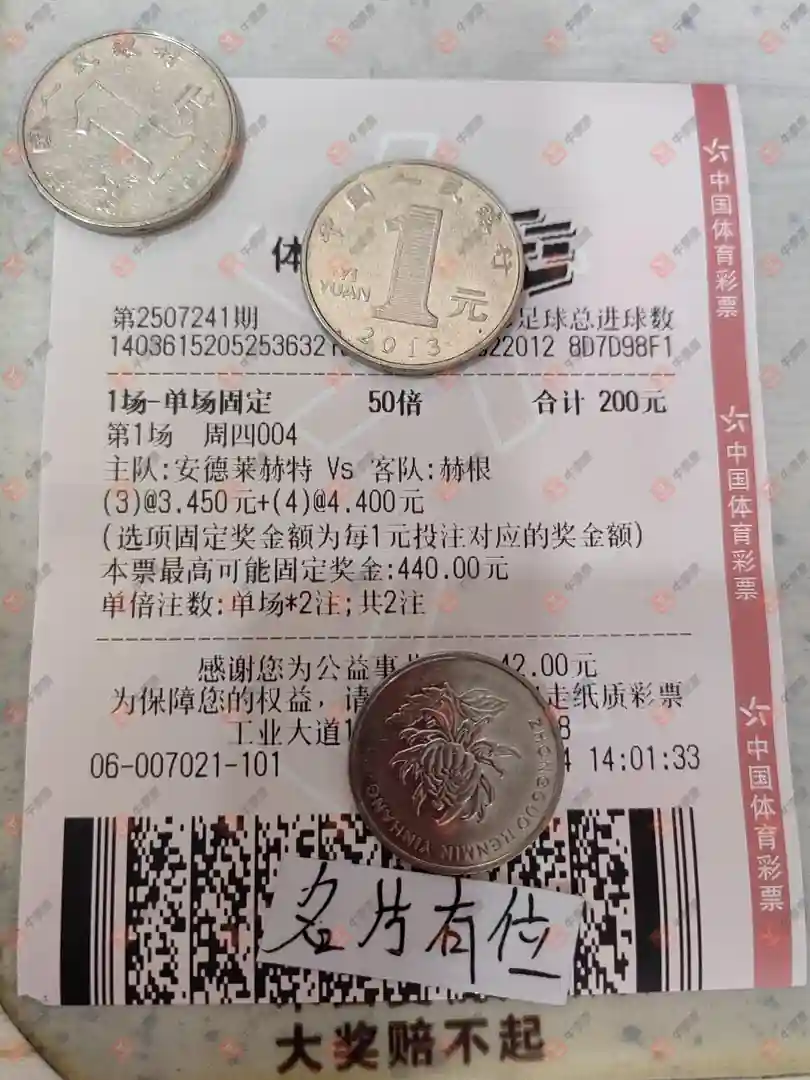 中国人民银行
1元
YI
YUAN
2013
体
中国体育彩票
第2507241期 足球总进球数
1403615205253632 22012 8D7D98F1
1场-单场固定 50倍 合计 200元
第1场 周四004
主队:安德莱赫特 Vs 客队:赫根
(3)@3.450元+(4)@4.400元
(选项固定奖金额为每1元投注对应的奖金额)
本票最高可能固定奖金:440.00元
单倍注数:单场*2注;共2注
中国体育彩票
感谢您为公益事 42.00元
为保障您的权益,请 走纸质彩票
工业大道1 8
06-007021-101 4 14:01:33
ZHONGGUO RENMIN YINHANG
中国体育彩票
名片有位
大奖赔不起